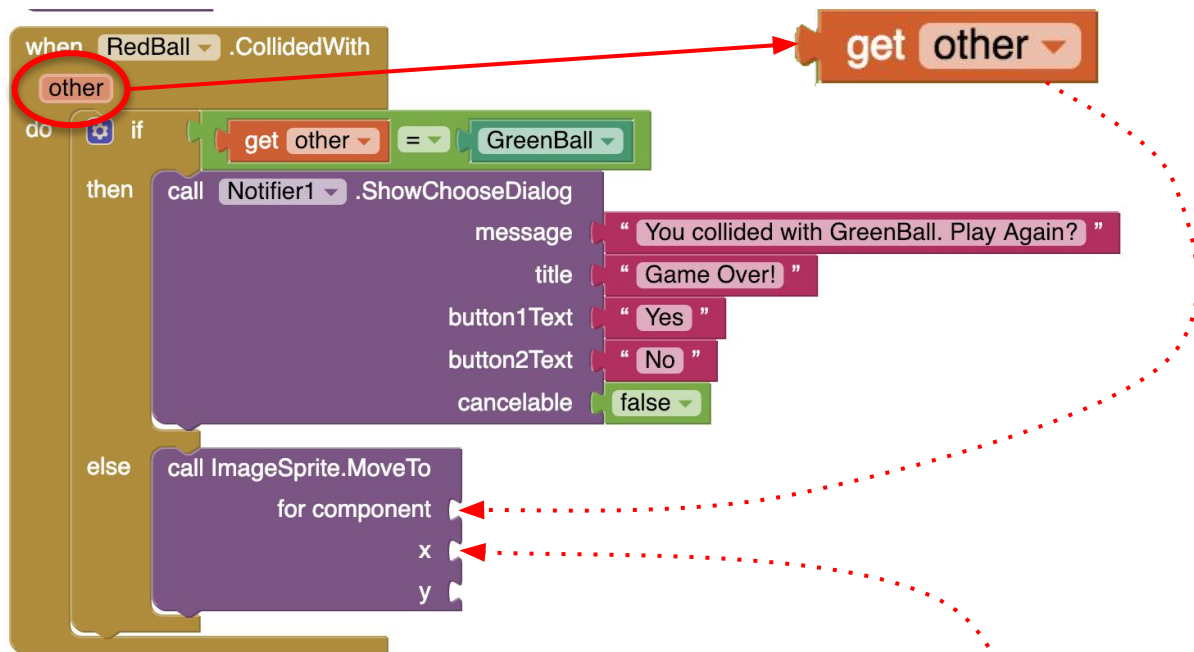 when RedBall .CollidedWith
other
get other
do if get other = GreenBall
then call Notifier1 .ShowChooseDialog
message “ You collided with GreenBall. Play Again? ”
title “ Game Over! ”
button1Text “ Yes ”
button2Text “ No ”
cancelable false
else call ImageSprite.MoveTo
for component
x
y